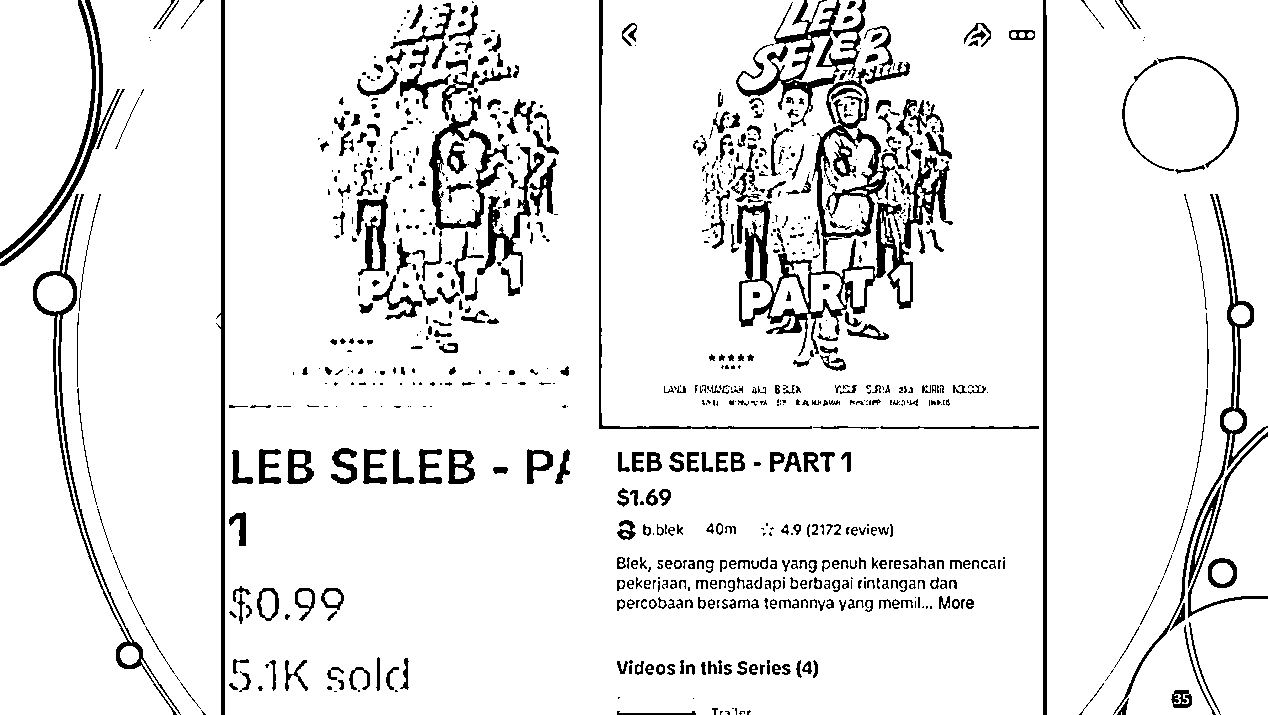 LEB
SELEB
PART 1
LEB SELEB - PA
1
$0.99
5.1K sold
LEB
SELEB
THE SERIES
PART 1
LEB SELEB - PART 1
$1.69
b.blek 40m 4.9 (2172 review)
Blek, seorang pemuda yang penuh keresahan mencari
pekerjaan, menghadapi berbagai rintangan dan
percobaan bersama temannya yang memil... More
Videos in this Series (4)
Trailer
35